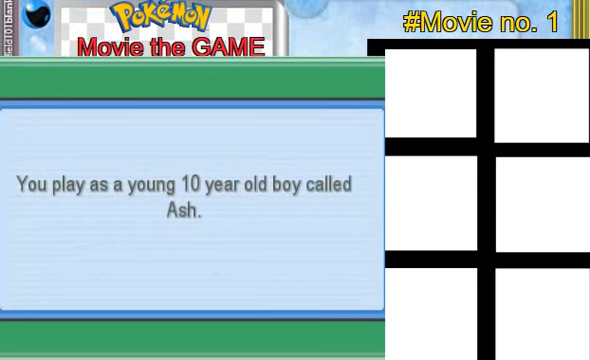 POKéMON
#Movie no. 1
Movie the GAME
You play as a young 10 year old boy called
Ash.